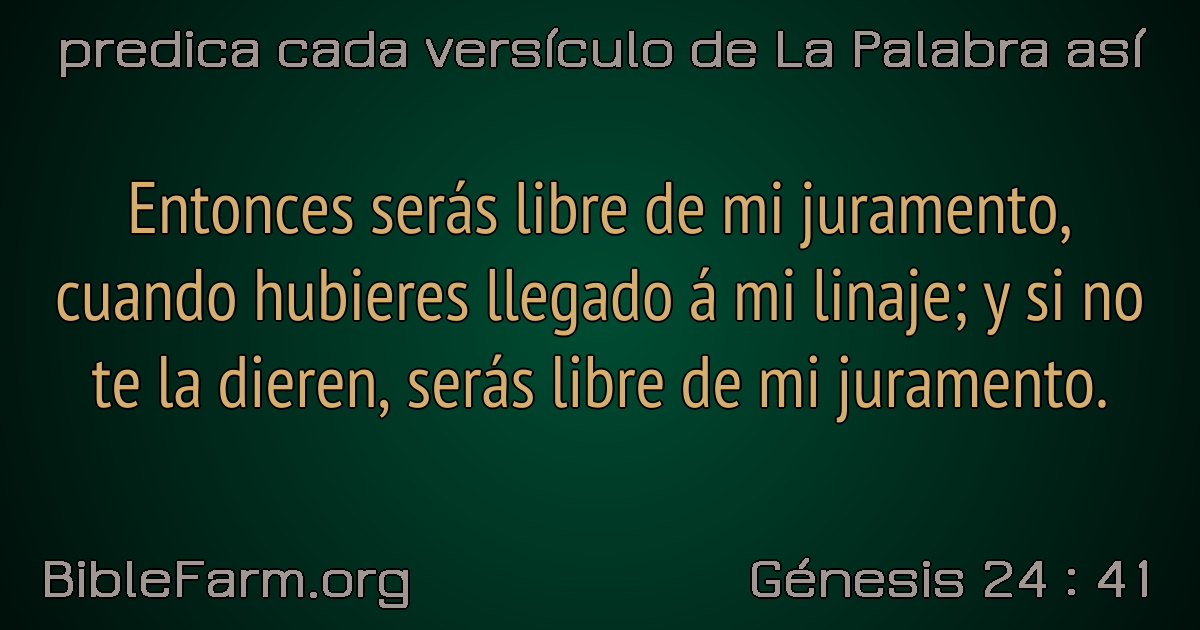 predica cada versículo de La Palabra así
Entonces serás libre de mi juramento,
cuando hubieres llegado á mi linaje; y si no
te la dieren, serás libre de mi juramento.
BibleFarm.org
Génesis 24 : 41